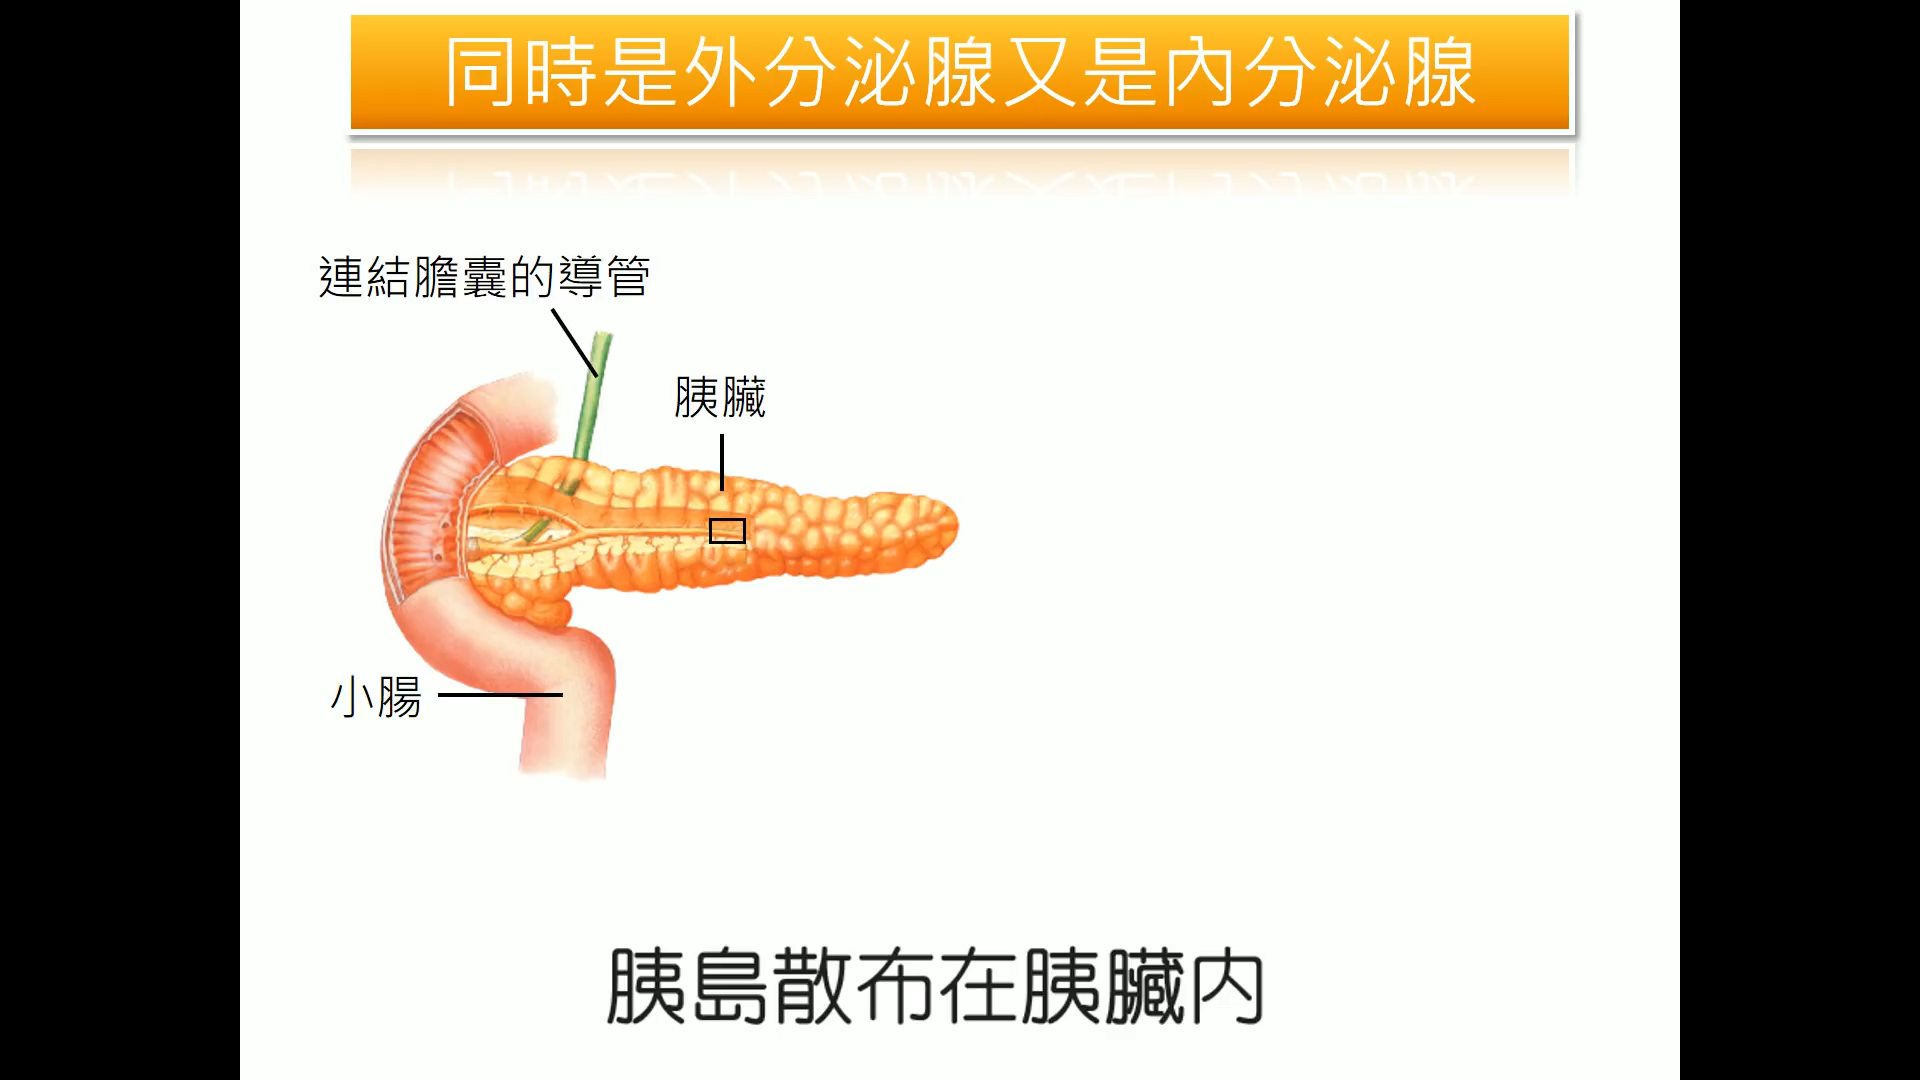 同時是外分泌腺又是內分泌腺
連結膽囊的導管
胰臟
小腸
胰島散布在胰臟內